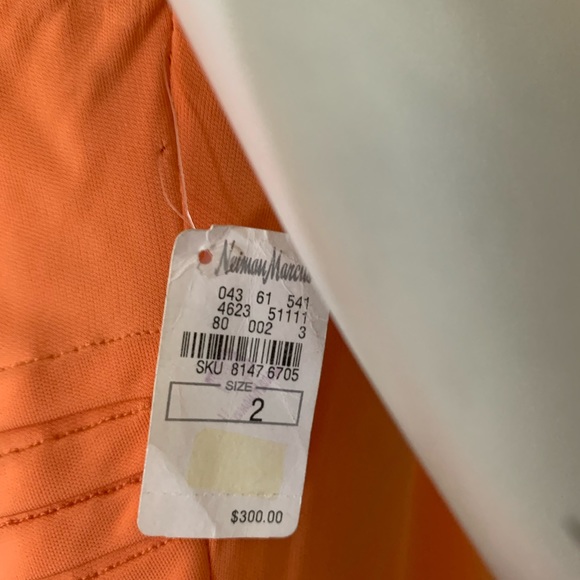 Neiman Marcus
043 61 541
4623 51111
80 002 3
SKU 8147 6705
SIZE
2
$300.00